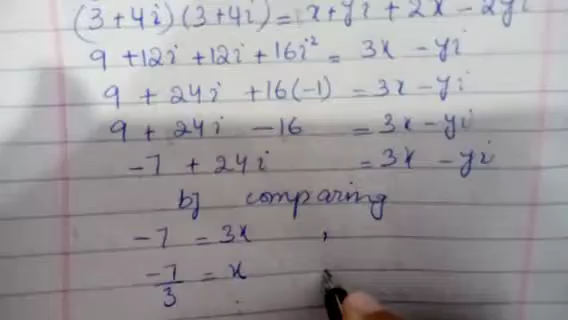 (3+4i)(3+4i) = x+yi + 2x - 2yi
9 +12i +12i +16i² = 3x - yi
9 + 24i +16(-1) = 3x - yi
9 + 24i - 16 = 3x - yi
-7 + 24i = 3x - yi
by comparing
-7 = 3x ,
-7/3 = x